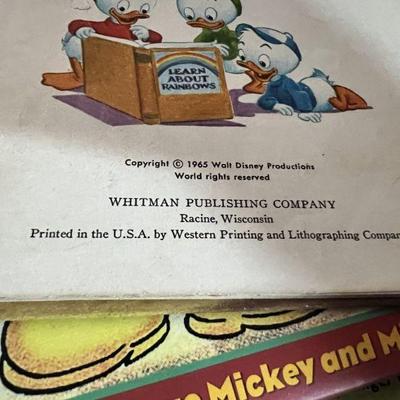 LEARN
ABOUT
RAINBOWS
Copyright © 1965 Walt Disney Productions
World rights reserved
WHITMAN PUBLISHING COMPANY
Racine, Wisconsin
Printed in the U.S.A. by Western Printing and Lithographing Compa
Mickey and M